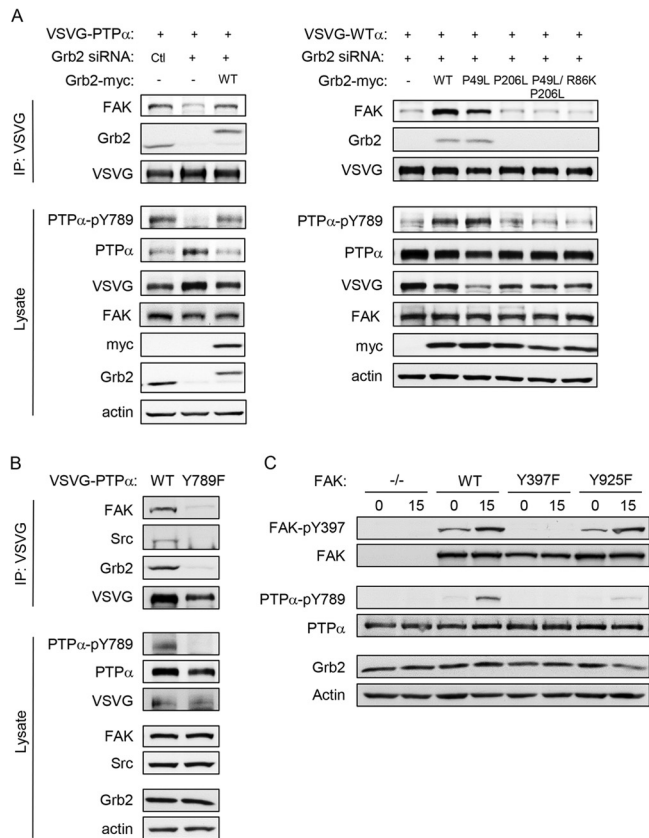 A
VSVG-PTPα: + + +
Grb2 siRNA: Ctl + +
Grb2-myc: - - WT
IP: VSVG
FAK
Grb2
VSVG
Lysate
PTPα-pY789
PTPα
VSVG
FAK
myc
Grb2
actin
VSVG-WTα: + + + + + +
Grb2 siRNA: + + + + + +
Grb2-myc: - WT P49L P206L P49L/ R86K
P206L
FAK
Grb2
VSVG
PTPα-pY789
PTPα
VSVG
FAK
myc
actin
B
VSVG-PTPα: WT Y789F
IP: VSVG
FAK
Src
Grb2
VSVG
Lysate
PTPα-pY789
PTPα
VSVG
FAK
Src
Grb2
actin
C
FAK: -/- WT Y397F Y925F
0 15 0 15 0 15 0 15
FAK-pY397
FAK
PTPα-pY789
PTPα
Grb2
Actin